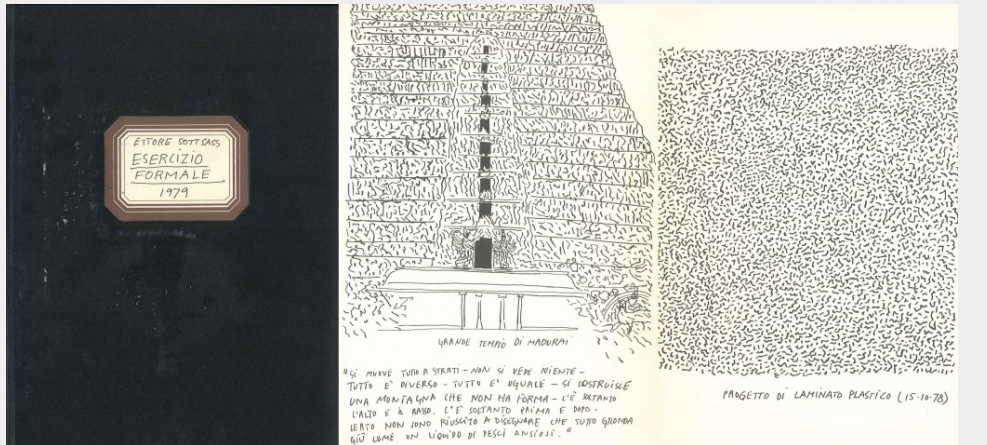 ETTORE SOTTSASS
ESERCIZIO
FORMALE
1979
GRANDE TEMPIO DI MADURAI
"SI MUOVE TUTTO A STRATI - NON SI VEDE NIENTE -
TUTTO E' DIVERSO - TUTTO E' UGUALE - SI COSTRUISCE
UNA MONTAGNA CHE NON HA FORMA - C'È SOLTANTO
L'ALTO E IL BASSO. C'È SOLTANTO PRIMA E DOPO.
CERTO NON SONO RIUSCITO A DISEGNARE CHE TUTTO GRONDA
GIÙ COME UN LIQUIDO DI PESCI ANSIOSI."
PROGETTO DI LAMINATO PLASTICO (15.10.78)